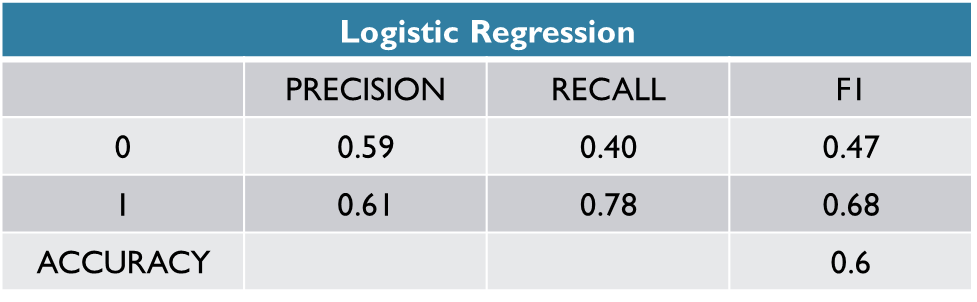 Logistic Regression
PRECISION RECALL F1
0 0.59 0.40 0.47
1 0.61 0.78 0.68
ACCURACY 0.6